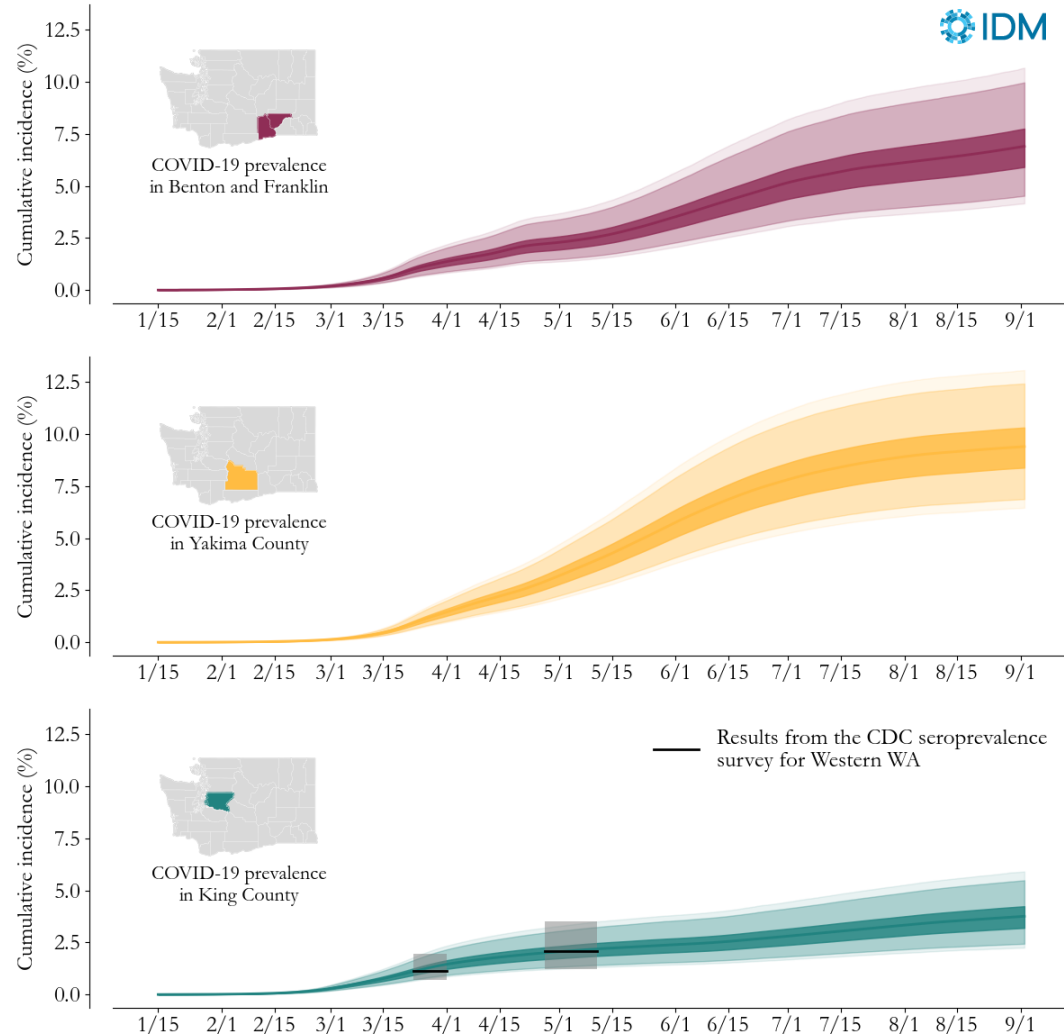 IDM
Cumulative incidence (%)
12.5
10.0
7.5
5.0
2.5
0.0
COVID-19 prevalence
in Benton and Franklin
1/15 2/1 2/15 3/1 3/15 4/1 4/15 5/1 5/15 6/1 6/15 7/1 7/15 8/1 8/15 9/1
Cumulative incidence (%)
12.5
10.0
7.5
5.0
2.5
0.0
COVID-19 prevalence
in Yakima County
1/15 2/1 2/15 3/1 3/15 4/1 4/15 5/1 5/15 6/1 6/15 7/1 7/15 8/1 8/15 9/1
Cumulative incidence (%)
12.5
10.0
7.5
5.0
2.5
0.0
Results from the CDC seroprevalence
survey for Western WA
COVID-19 prevalence
in King County
1/15 2/1 2/15 3/1 3/15 4/1 4/15 5/1 5/15 6/1 6/15 7/1 7/15 8/1 8/15 9/1